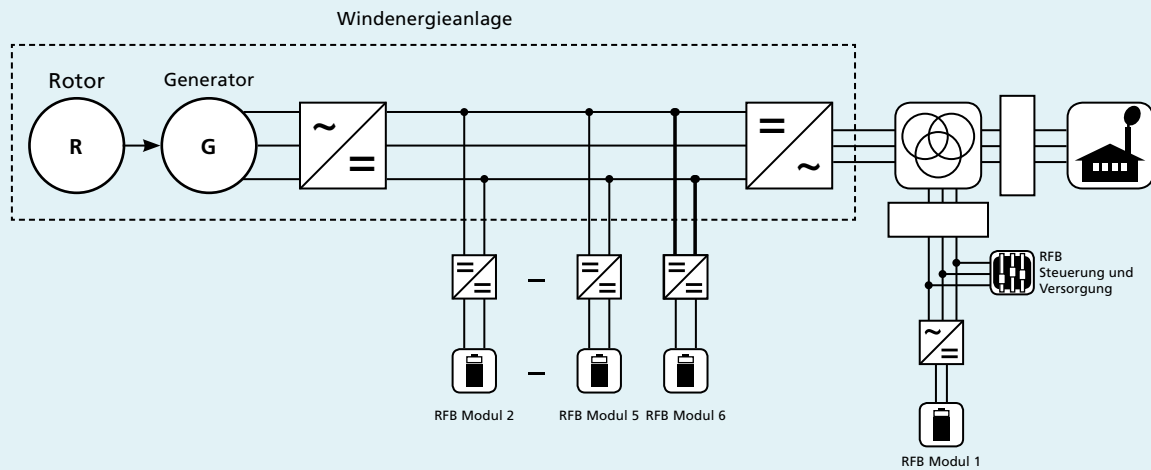 Windenergieanlage
Rotor
Generator
R
G
~
=
=
~
=
=
=
=
=
=
–
RFB
Steuerung und
Versorgung
~
=
–
RFB Modul 2
RFB Modul 5
RFB Modul 6
RFB Modul 1